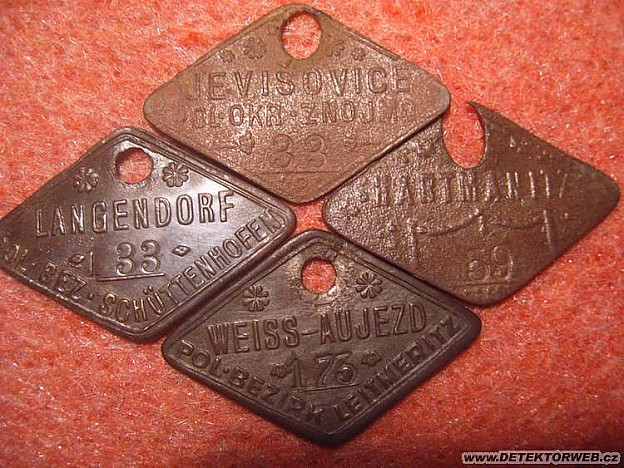 JEVIŠOVICE
POL·OKR·ZNOJMO
33
LANGENDORF
POL·BEZ·SCHÜTTENHOFEN
133
HARTMANITZ
89
WEISS-AUJEZD
POL·BEZIRK LEITMERITZ
173
WWW.DETEKTORWEB.CZ